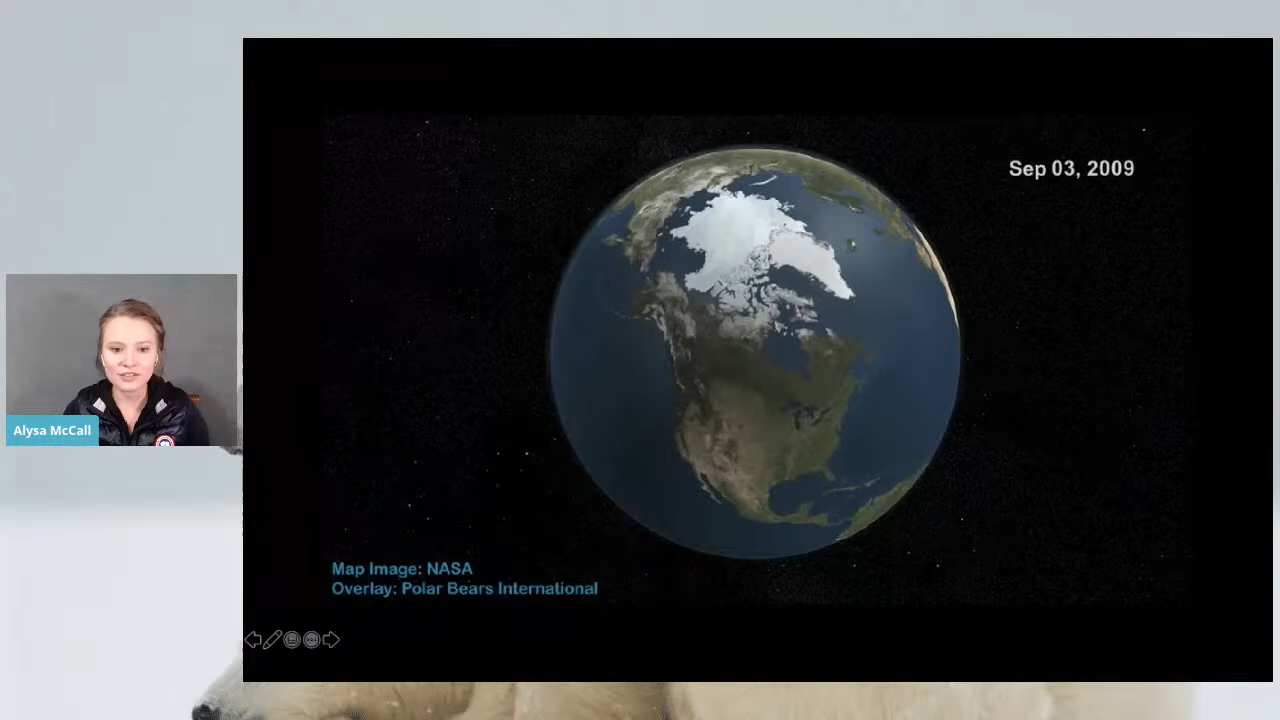 Sep 03, 2009
Alysa McCall
Map Image: NASA
Overlay: Polar Bears International